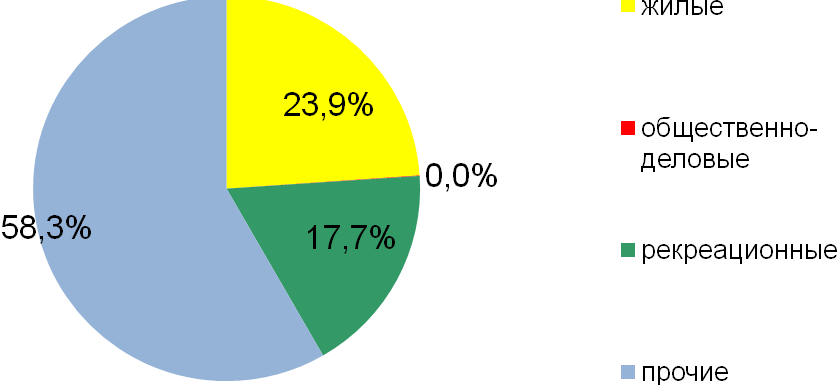 жилые
23,9%
общественно-
деловые
0,0%
58,3%
17,7%
рекреационные
прочие